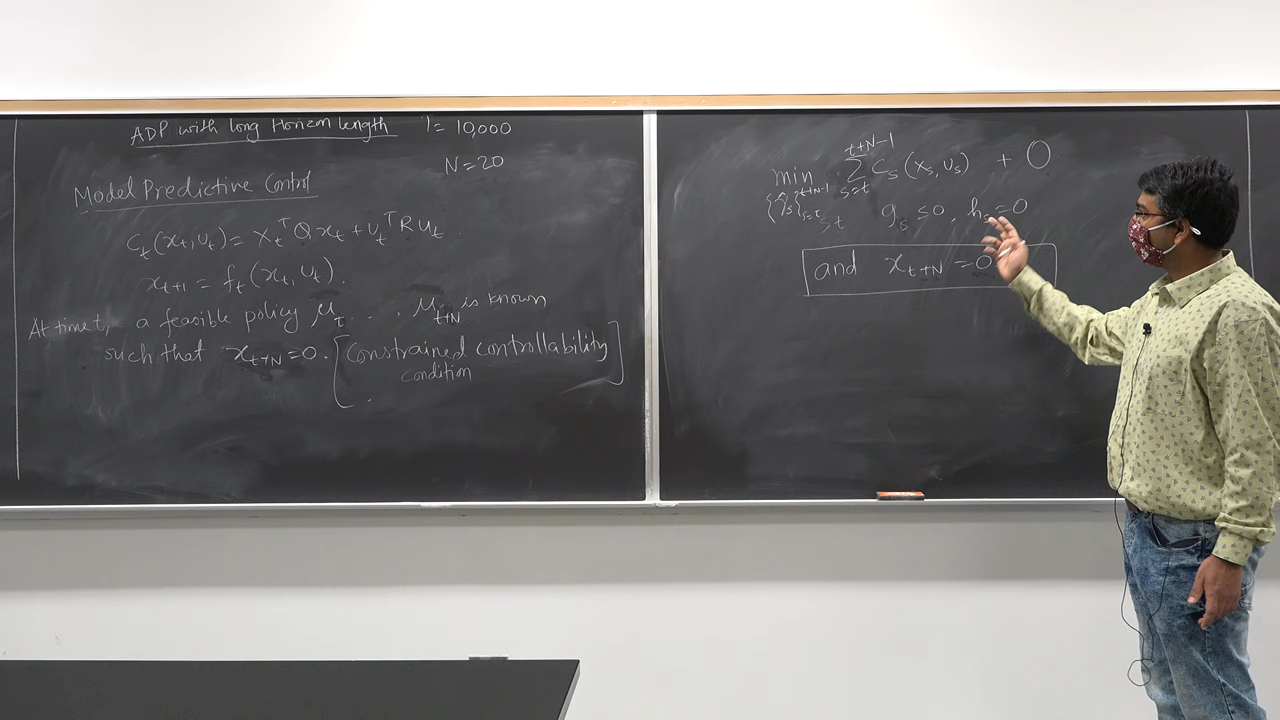 ADP with long Horizon length T = 10,000
N = 20
Model Predictive Control
C_t(x_t, u_t) = x_t^T Q x_t + u_t^T R u_t
x_{t+1} = f_t(x_t, u_t).
At time t, a feasible policy μ_t ... μ_{t+N} is known
such that x_{t+N} = 0. [Constrained controllability
condition]
min Σ_{s=t}^{t+N-1} C_s(x_s, u_s) + 0
s.t g_s ≤ 0, h_s = 0
and x_{t+N} = 0